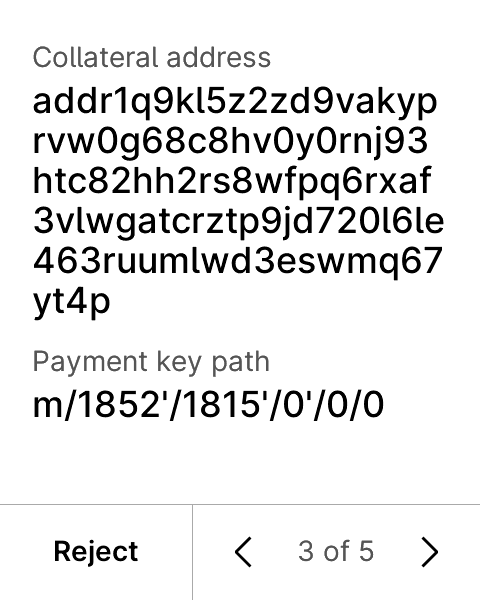 Collateral address
addr1q9kl5z2zd9vakyp
rvw0g68c8hv0y0rnj93
htc82hh2rs8wfpq6rxaf
3vlwgatcrztp9jd720l6le
463ruumlwd3eswmq67
yt4p
Payment key path
m/1852'/1815'/0'/0/0
Reject
3 of 5